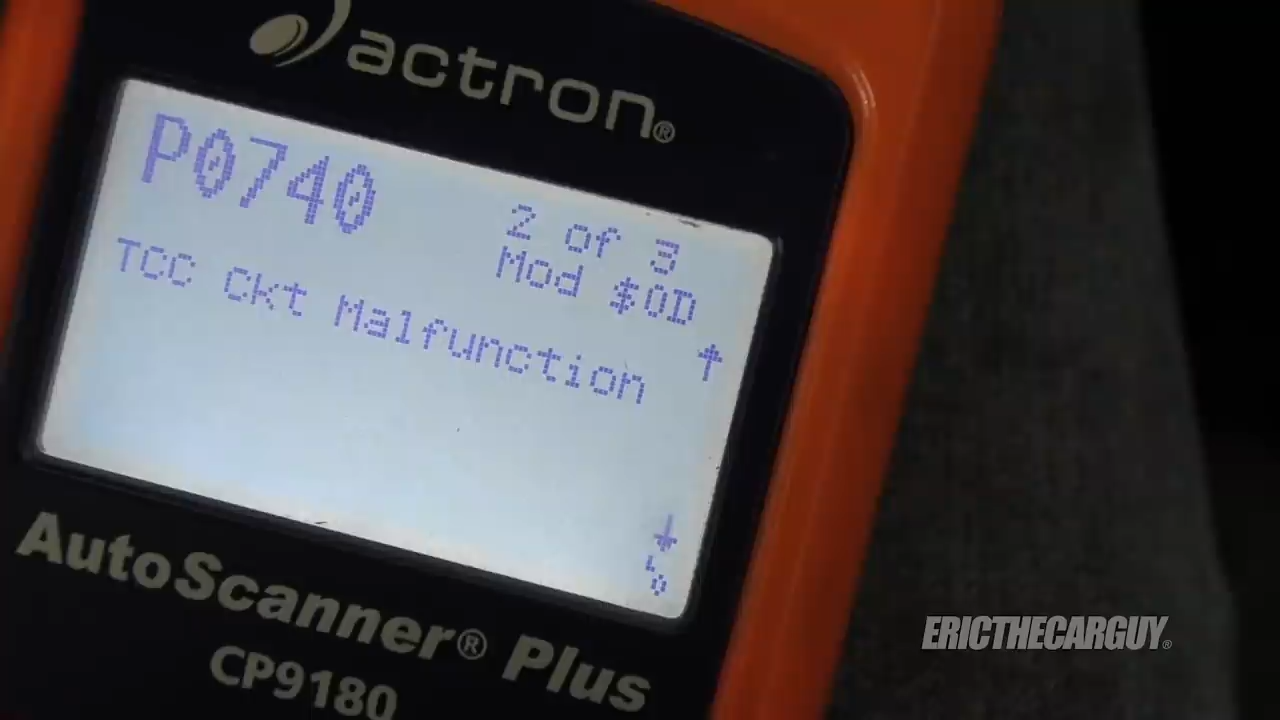 actron®
P0740
2 of 3
Mod $0D
TCC Ckt Malfunction
AutoScanner® Plus
CP9180
ERICTHECARGUY®